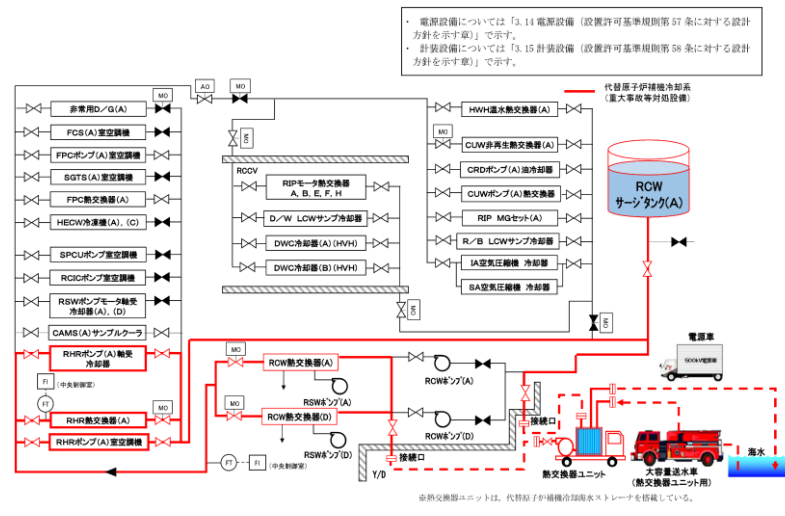 ・ 電源設備については「3.14 電源設備（設置許可基準規則第 57 条に対する設計
方針を示す章）」で示す。
・ 計装設備については「3.15 計装設備（設置許可基準規則第 58 条に対する設計
方針を示す章）」で示す。
代替原子炉補機冷却系
(重大事故等対処設備)
AO
MO
MO
非常用D／G(A)
FCS(A)室空調機
FPCポンプ(A)室空調機
SGTS(A)室空調機
FPC熱交換器(A)
HECW冷凍機(A), (C)
SPCUポンプ室空調機
RCICポンプ室空調機
RSWポンプモータ軸受
冷却器(A), (D)
CAMS(A)サンプルクーラ
RHRポンプ(A)軸受
冷却器
MO
FI
(中央制御室)
FT
RHR熱交換器(A)
MO
RHRポンプ(A)室空調機
MO
RCCV
RIPモータ熱交換器
A, B, E, F, H
D／W LCWサンプ冷却器
DWC冷却器(A)(HVH)
DWC冷却器(B)(HVH)
MO
HWH温水熱交換器(A)
MO
CUW非再生熱交換器(A)
CRDポンプ(A)油冷却器
CUWポンプ(A)熱交換器
RIP MGセット(A)
R／B LCWサンプ冷却器
IA空気圧縮機 冷却器
SA空気圧縮機 冷却器
MO
RCW
サージタンク(A)
MO
RCW熱交換器(A)
RSWポンプ(A)
RCWポンプ(A)
MO
RCW熱交換器(D)
RSWポンプ(D)
RCWポンプ(D)
FT
FI
(中央制御室)
Y/D
接続口
接続口
電源車
500kV電源車
熱交換器
ユニット
大容量送水車
(熱交換器ユニット用)
海水
※熱交換器ユニットは、代替原子炉補機冷却海水ストレーナを搭載している。